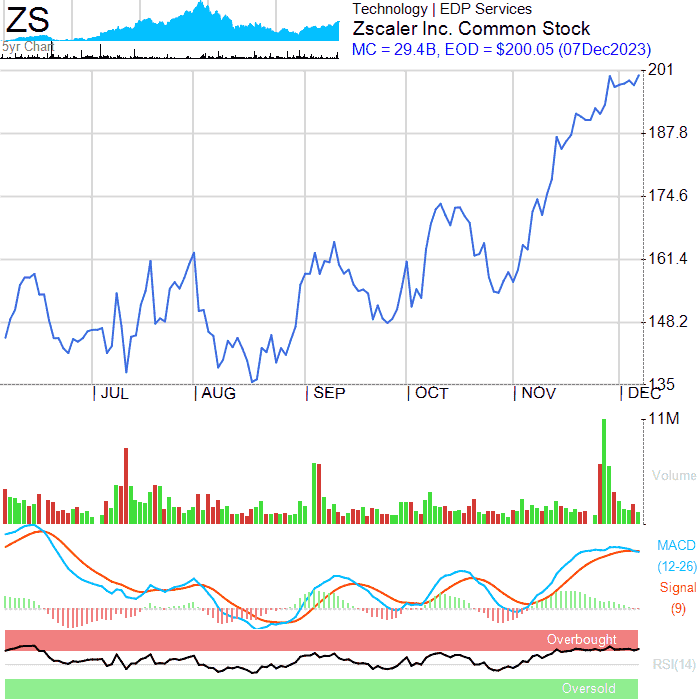 ZS
5yr Chart
Technology | EDP Services
Zscaler Inc. Common Stock
MC = 29.4B, EOD = $200.05 (07Dec2023)
201
187.8
174.6
161.4
148.2
135
JUL
AUG
SEP
OCT
NOV
DEC
11M
Volume
MACD
(12-26)
Signal
(9)
Overbought
RSI(14)
Oversold